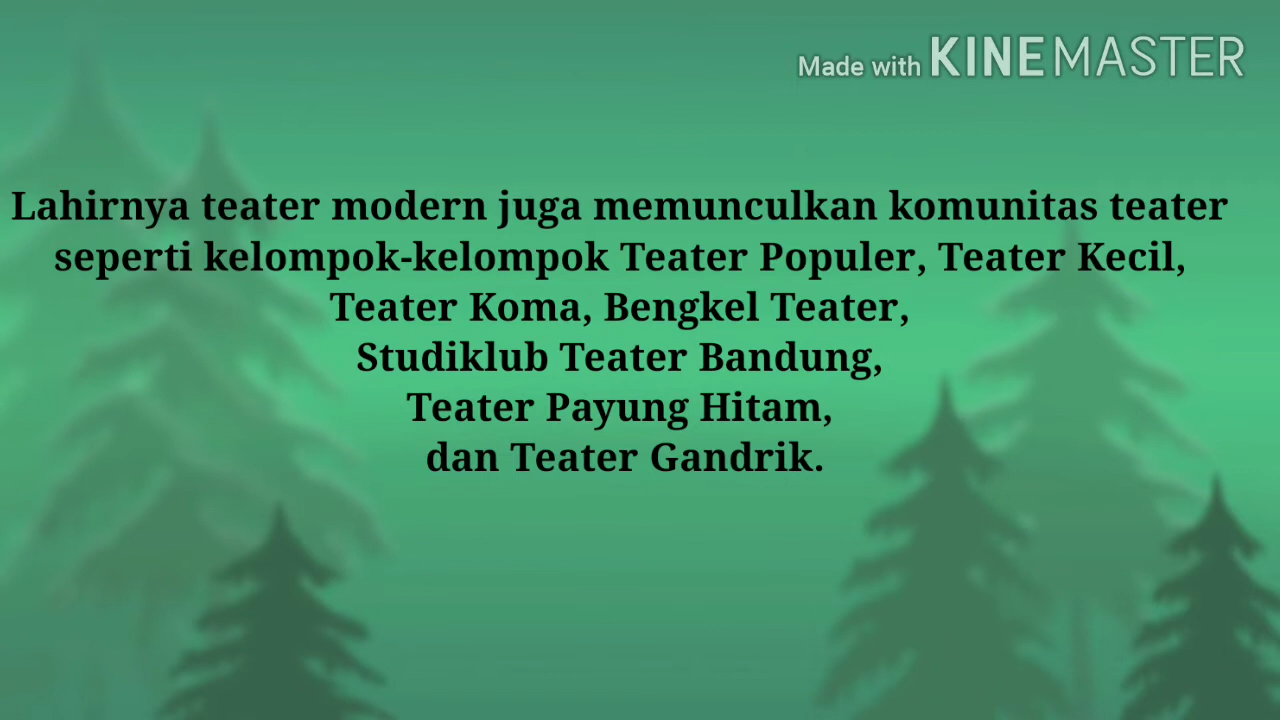 Made with KINEMASTER
Lahirnya teater modern juga memunculkan komunitas teater
seperti kelompok-kelompok Teater Populer, Teater Kecil,
Teater Koma, Bengkel Teater,
Studiklub Teater Bandung,
Teater Payung Hitam,
dan Teater Gandrik.